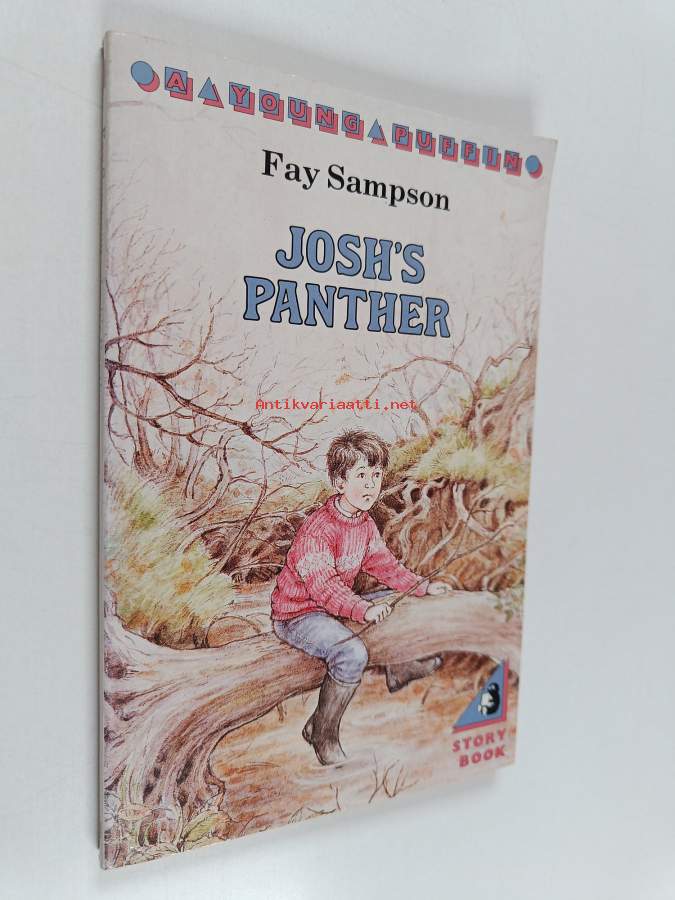 A YOUNG PUFFIN
Fay Sampson
JOSH'S
PANTHER
Antikvariaatti.net
STORY
BOOK